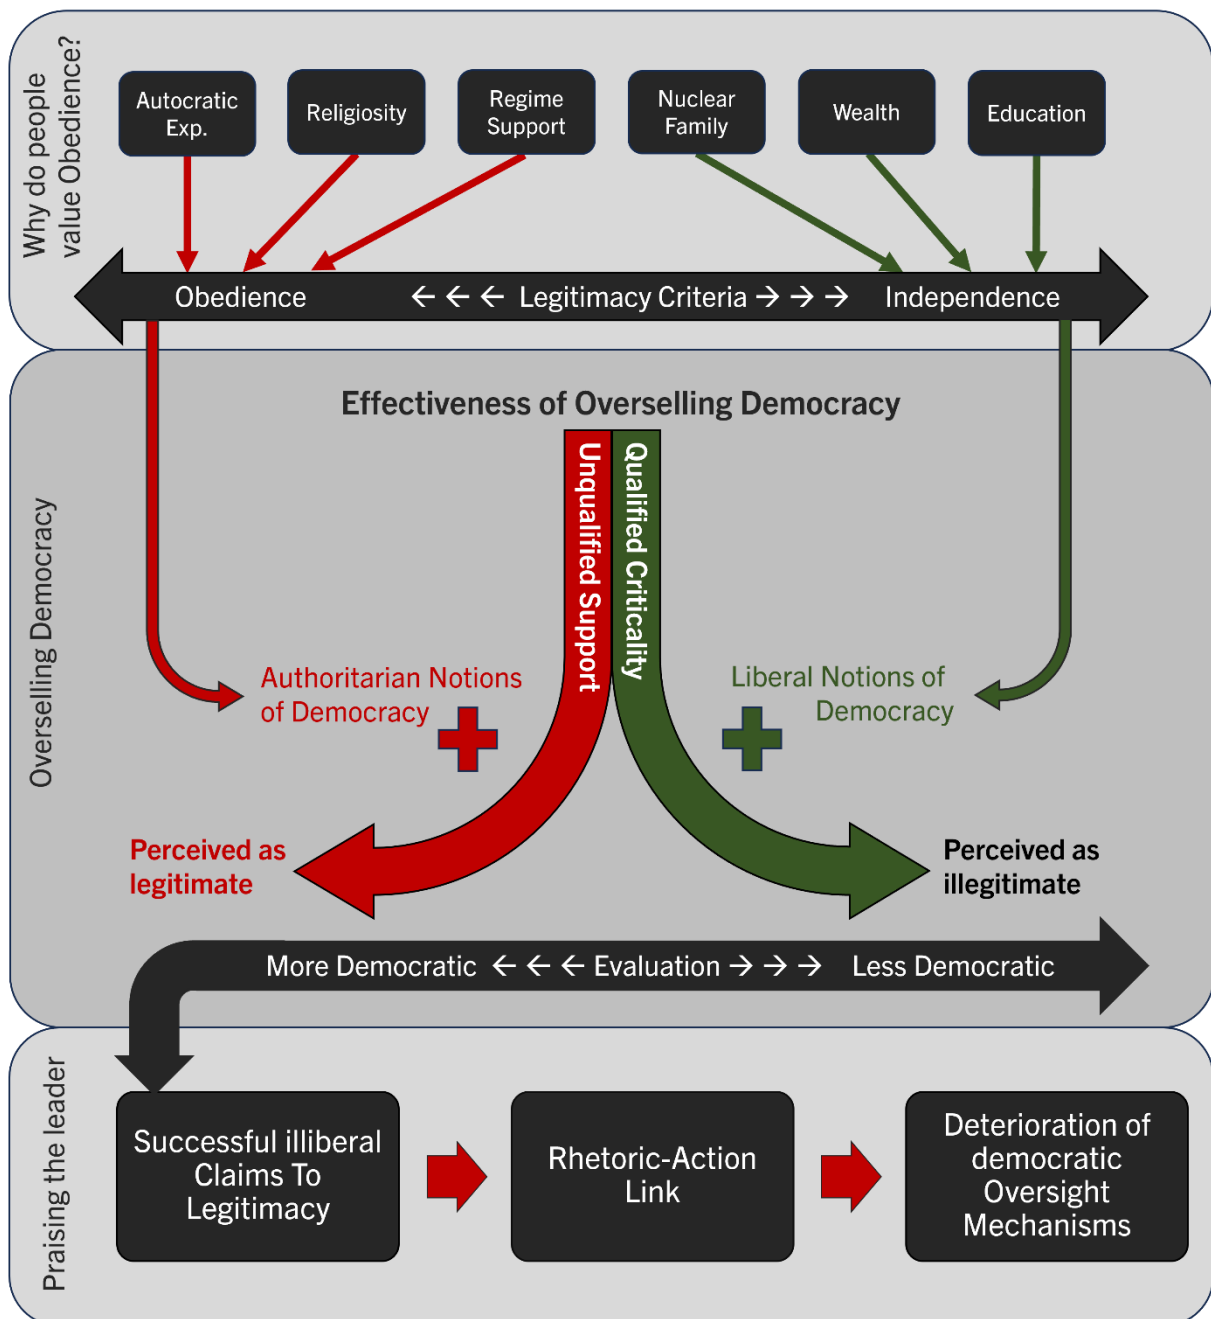 Why do people
value Obedience?
Autocratic
Exp.
Religiosity
Regime
Support
Nuclear
Family
Wealth
Education
Obedience
← ← ← Legitimacy Criteria → → →
Independence
Overselling Democracy
Effectiveness of Overselling Democracy
Unqualified Support
Qualified Criticality
Authoritarian Notions
of Democracy
Liberal Notions of
Democracy
Perceived as
legitimate
Perceived as
illegitimate
More Democratic ← ← ← Evaluation → → → Less Democratic
Praising the leader
Successful illiberal
Claims To
Legitimacy
Rhetoric-Action
Link
Deterioration of
democratic
Oversight
Mechanisms